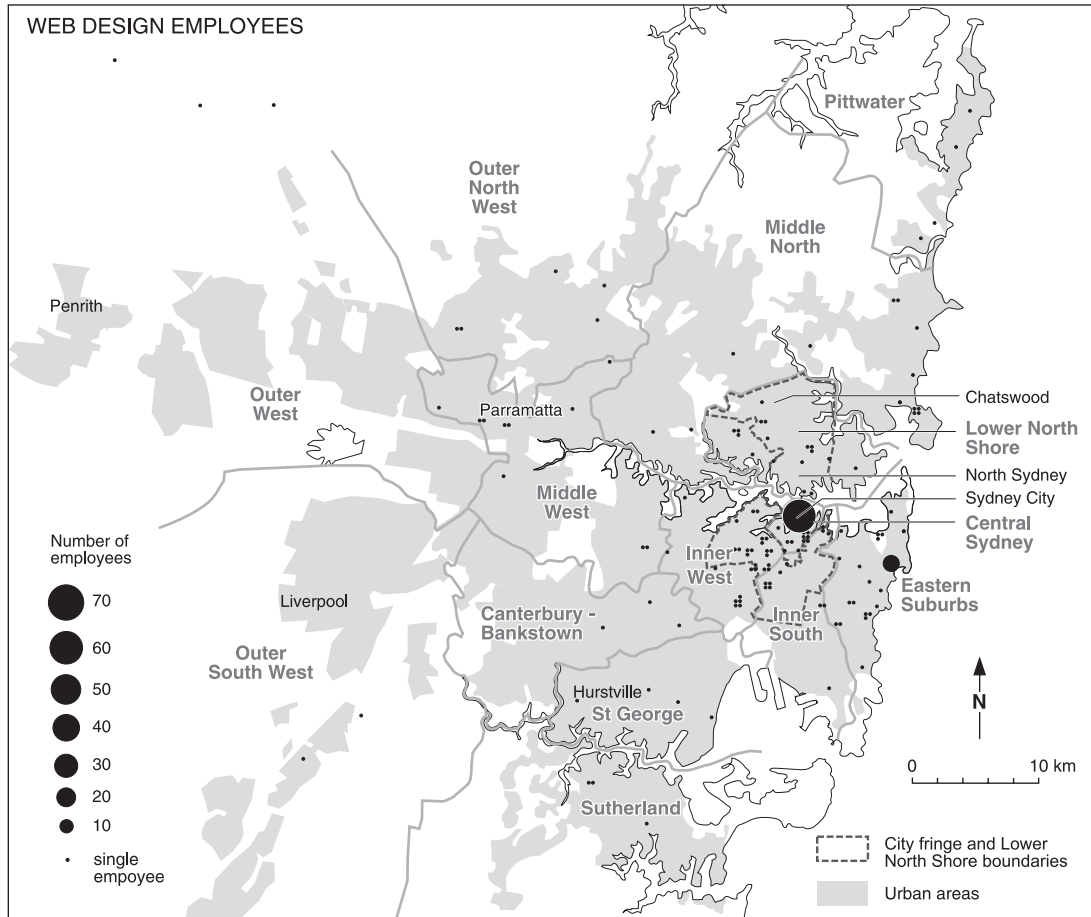 WEB DESIGN EMPLOYEES
Pittwater
Outer
North
West
Middle
North
Penrith
Outer
West
Parramatta
Chatswood
Lower North
Shore
North Sydney
Sydney City
Central
Sydney
Middle
West
Inner
West
Eastern
Suburbs
Inner
South
Liverpool
Canterbury -
Bankstown
Outer
South West
Hurstville
St George
Sutherland
Number of
employees
70
60
50
40
30
20
10
single
empoyee
N
0 10 km
City fringe and Lower
North Shore boundaries
Urban areas